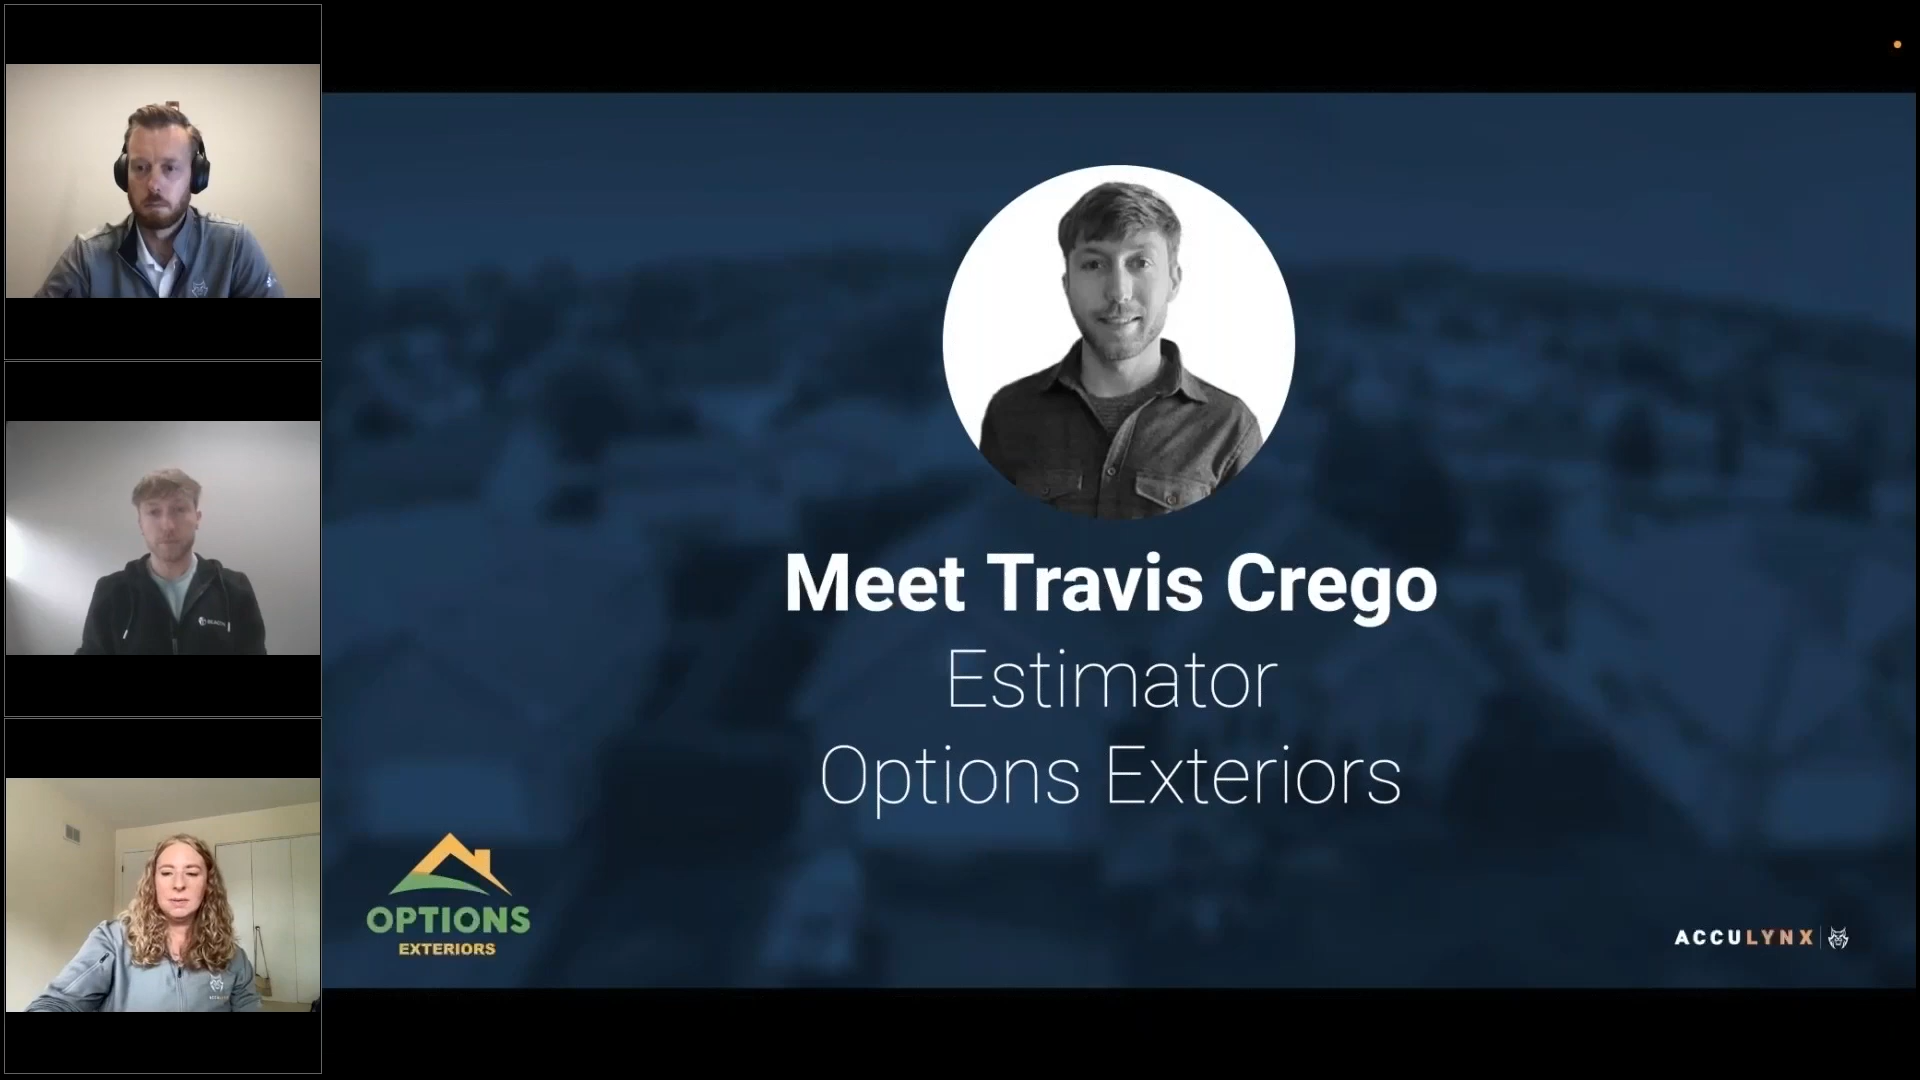 Meet Travis Crego
Estimator
Options Exteriors
OPTIONS
EXTERIORS
ACCULYNX